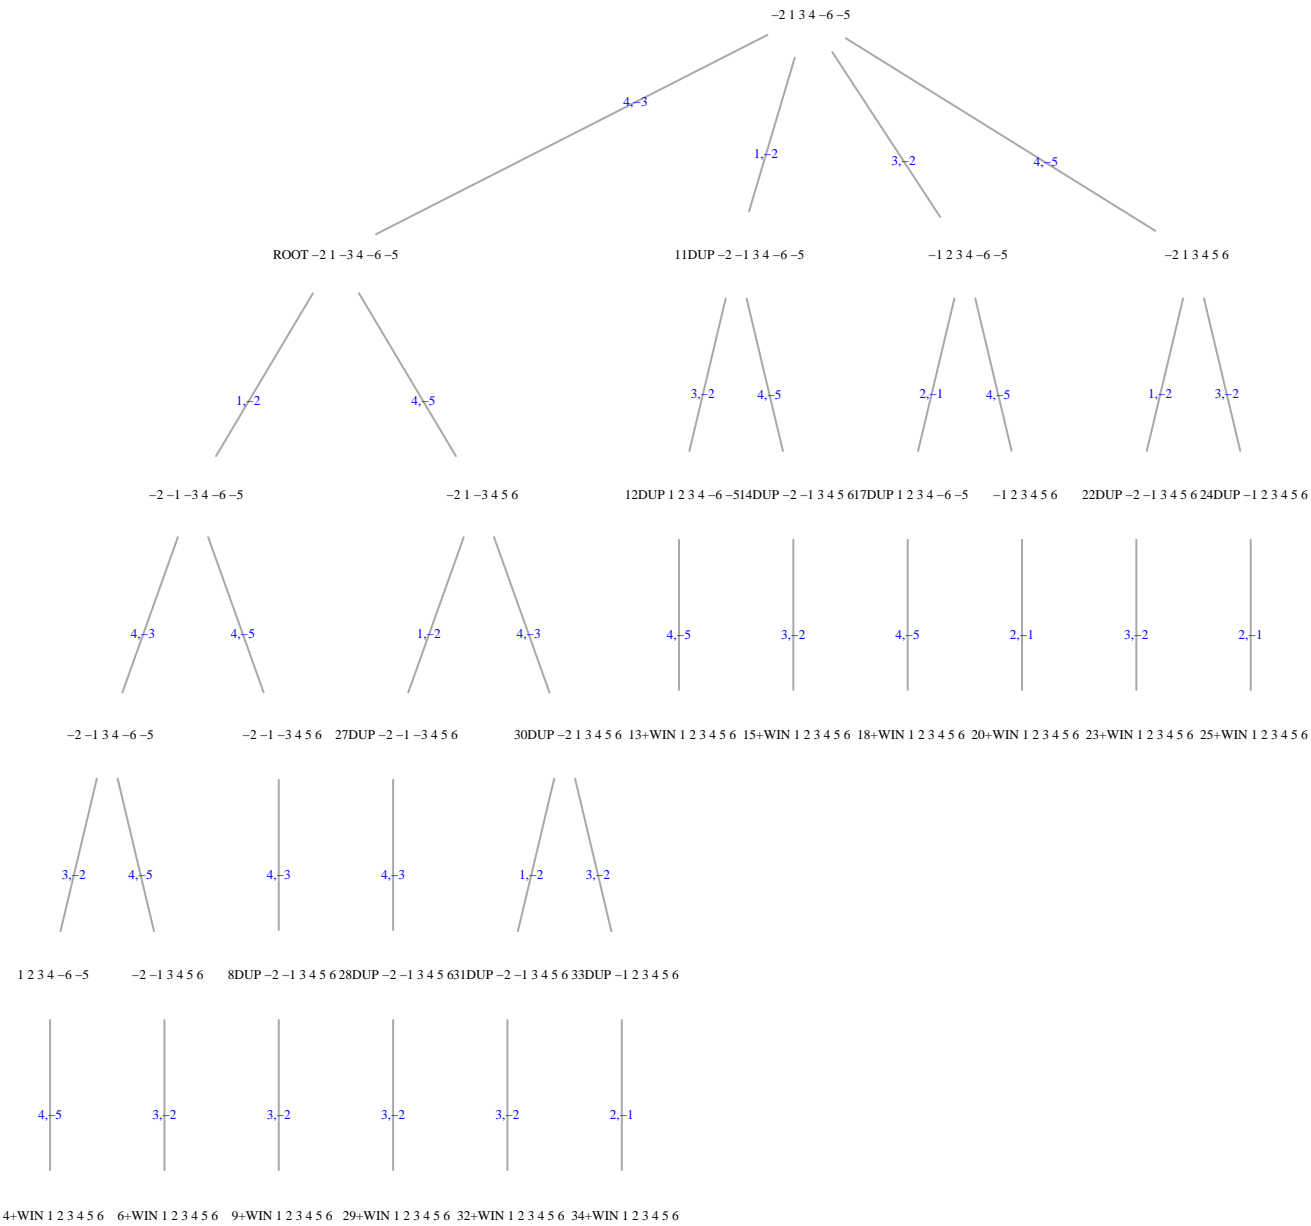 −2 1 3 4 −6 −5
4,−3
1,−2
3,−2
4,−5
ROOT −2 1 −3 4 −6 −5
11DUP −2 −1 3 4 −6 −5
−1 2 3 4 −6 −5
−2 1 3 4 5 6
1,−2
4,−5
3,−2
4,−5
2,−1
4,−5
1,−2
3,−2
−2 −1 −3 4 −6 −5
−2 1 −3 4 5 6
12DUP 1 2 3 4 −6 −5
14DUP −2 −1 3 4 5 6
17DUP 1 2 3 4 −6 −5
−1 2 3 4 5 6
22DUP −2 −1 3 4 5 6
24DUP −1 2 3 4 5 6
4,−3
4,−5
1,−2
4,−3
4,−5
3,−2
4,−5
2,−1
3,−2
2,−1
−2 −1 3 4 −6 −5
−2 −1 −3 4 5 6
27DUP −2 −1 −3 4 5 6
30DUP −2 1 3 4 5 6
13+WIN 1 2 3 4 5 6
15+WIN 1 2 3 4 5 6
18+WIN 1 2 3 4 5 6
20+WIN 1 2 3 4 5 6
23+WIN 1 2 3 4 5 6
25+WIN 1 2 3 4 5 6
3,−2
4,−5
4,−3
4,−3
1,−2
3,−2
1 2 3 4 −6 −5
−2 −1 3 4 5 6
8DUP −2 −1 3 4 5 6
28DUP −2 −1 3 4 5 6
31DUP −2 −1 3 4 5 6
33DUP −1 2 3 4 5 6
4,−5
3,−2
3,−2
3,−2
3,−2
2,−1
4+WIN 1 2 3 4 5 6
6+WIN 1 2 3 4 5 6
9+WIN 1 2 3 4 5 6
29+WIN 1 2 3 4 5 6
32+WIN 1 2 3 4 5 6
34+WIN 1 2 3 4 5 6